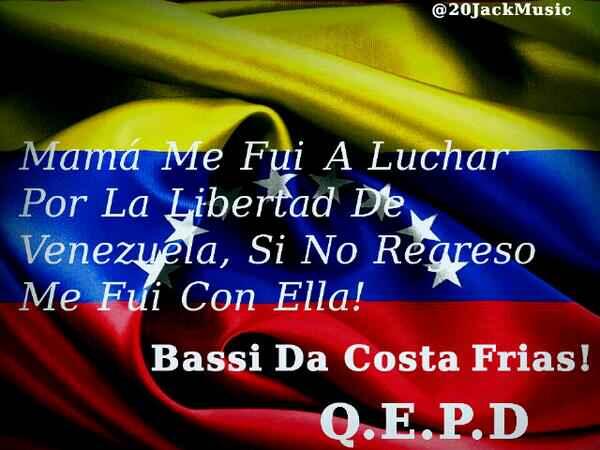 @20JackMusic
Mamá Me Fui A Luchar
Por La Libertad De
Venezuela, Si No Regreso
Me Fui Con Ella!
Bassi Da Costa Frias!
Q.E.P.D